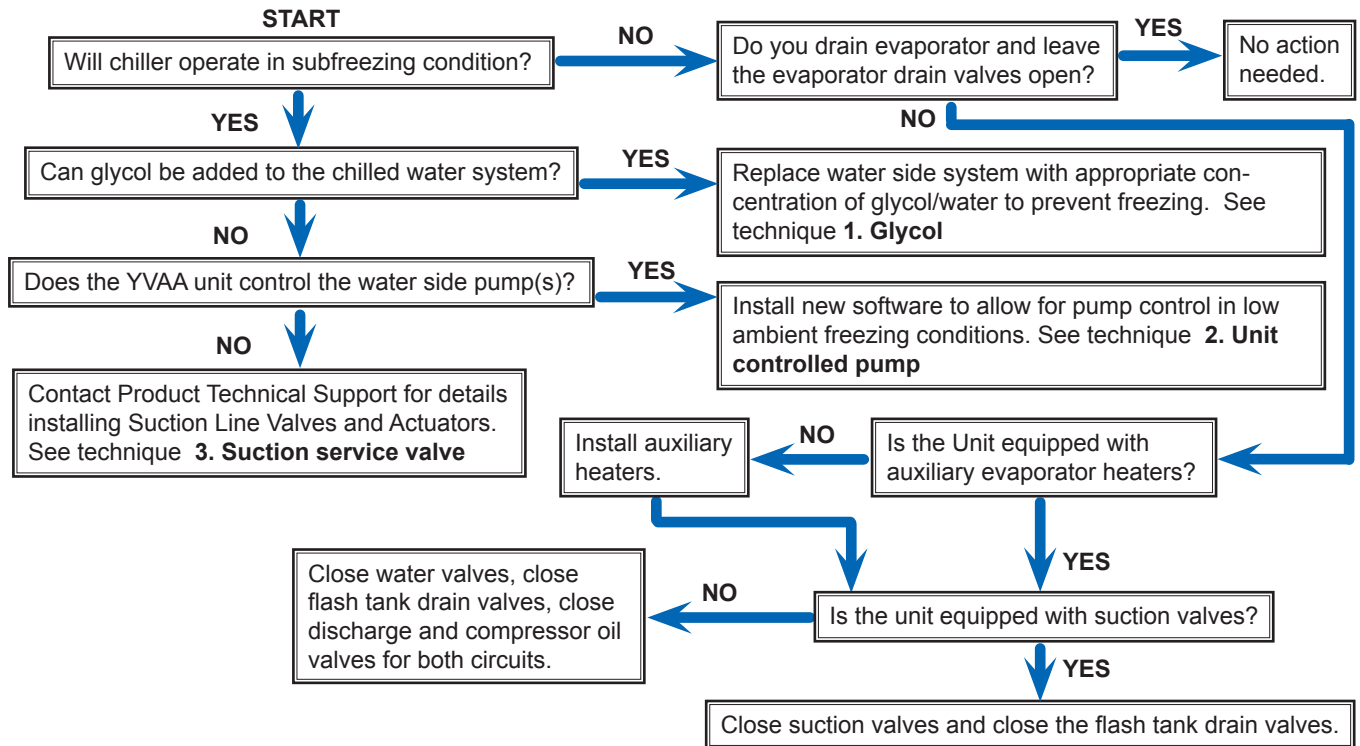 START
Will chiller operate in subfreezing condition?
NO
Do you drain evaporator and leave
the evaporator drain valves open?
YES
No action
needed.
YES
NO
Can glycol be added to the chilled water system?
YES
Replace water side system with appropriate con-
centration of glycol/water to prevent freezing. See
technique 1. Glycol
NO
Does the YVAA unit control the water side pump(s)?
YES
Install new software to allow for pump control in low
ambient freezing conditions. See technique 2. Unit
controlled pump
NO
Contact Product Technical Support for details
installing Suction Line Valves and Actuators.
See technique 3. Suction service valve
Install auxiliary
heaters.
NO
Is the Unit equipped with
auxiliary evaporator heaters?
YES
Close water valves, close
flash tank drain valves, close
discharge and compressor oil
valves for both circuits.
NO
Is the unit equipped with suction valves?
YES
Close suction valves and close the flash tank drain valves.